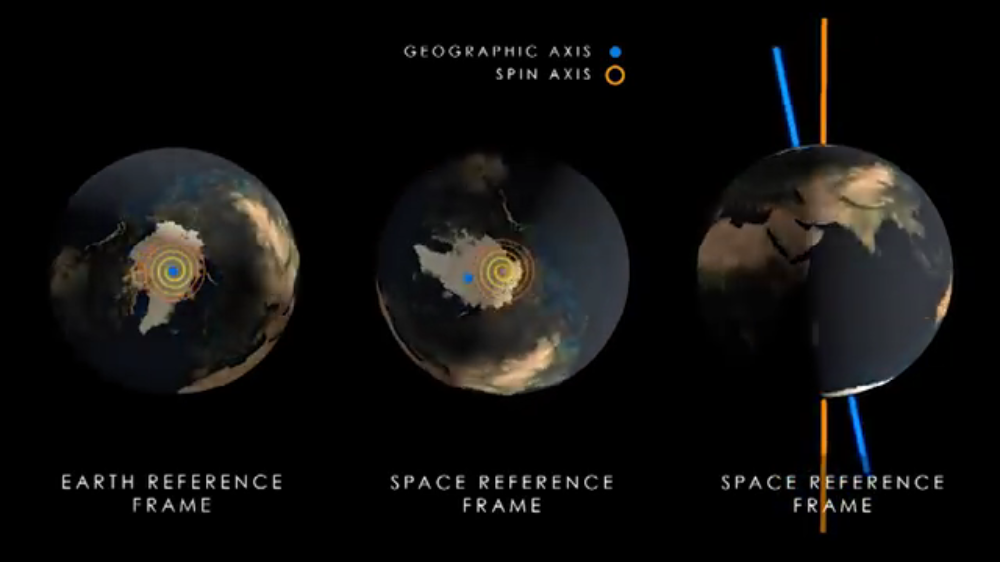 GEOGRAPHIC AXIS
SPIN AXIS
EARTH REFERENCE
FRAME
SPACE REFERENCE
FRAME
SPACE REFERENCE
FRAME